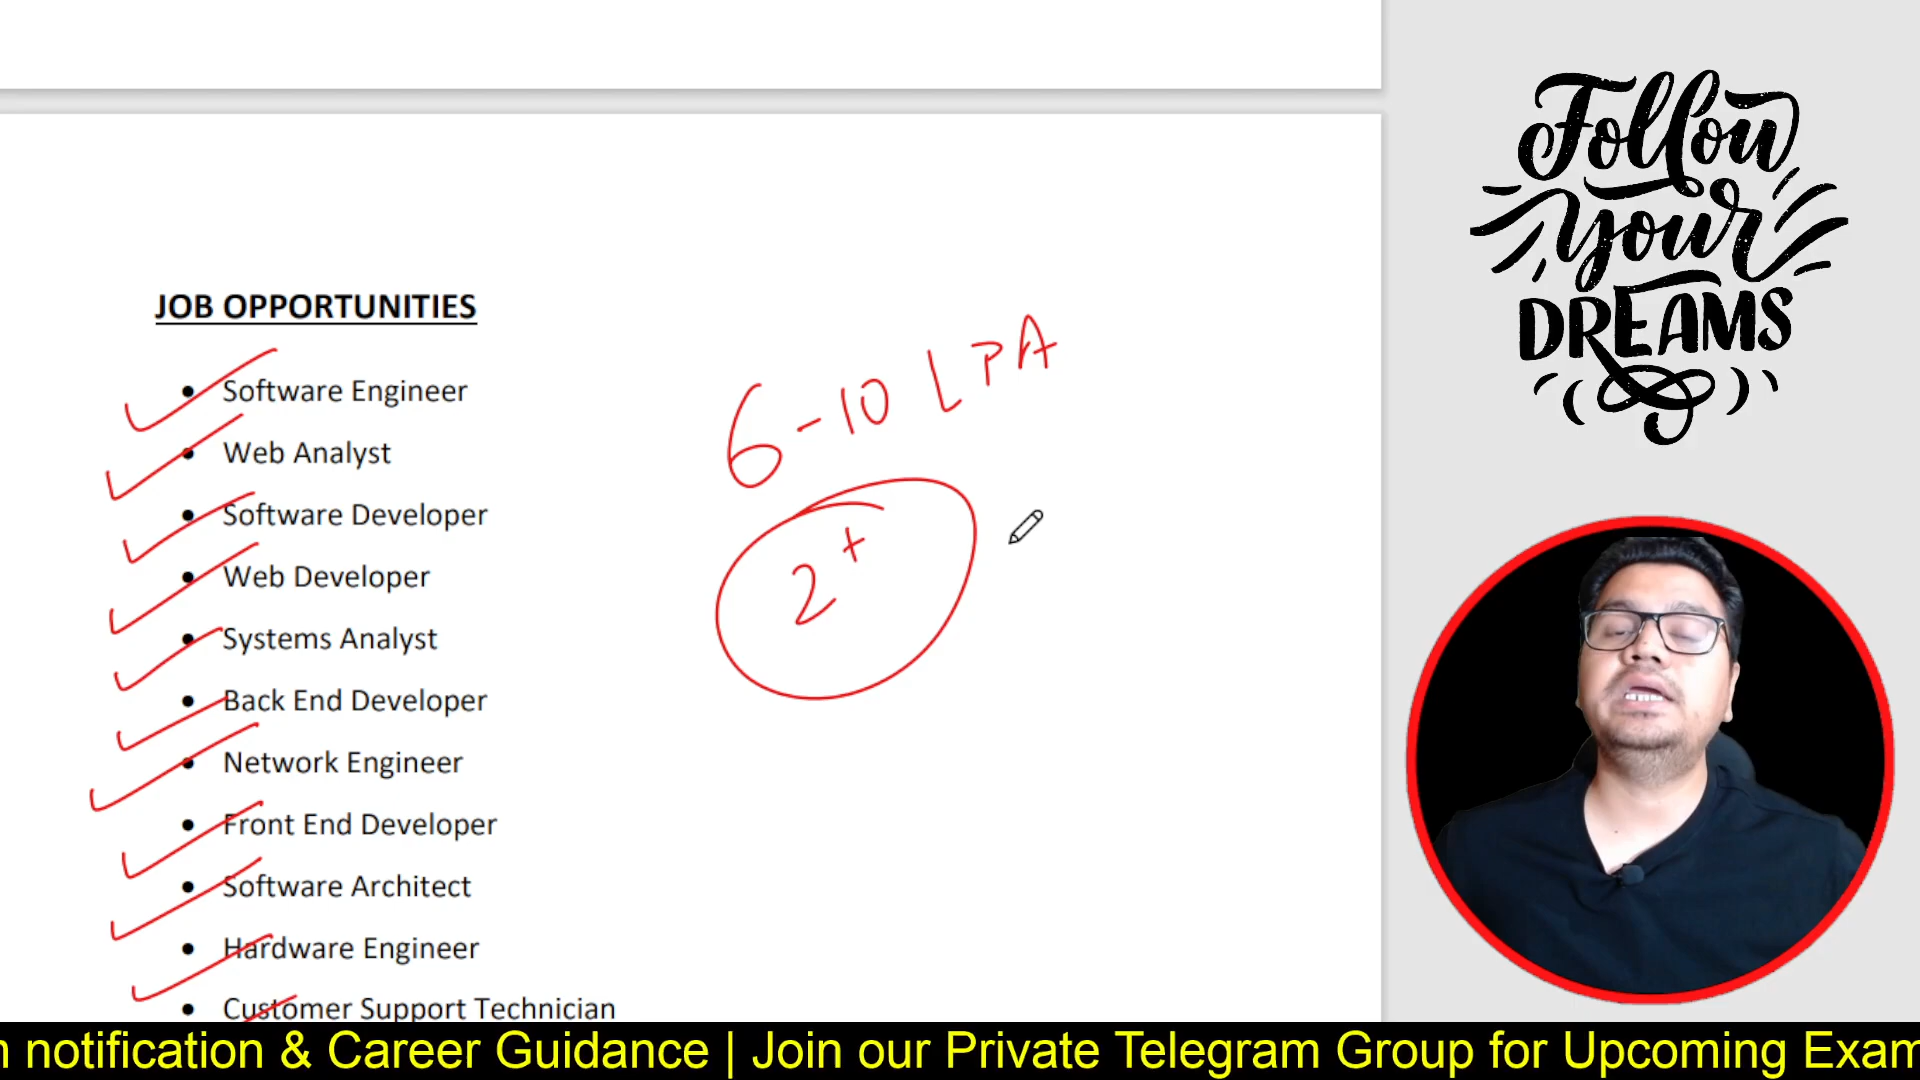 Follow
Your
DREAMS
JOB OPPORTUNITIES
Software Engineer
Web Analyst
Software Developer
Web Developer
Systems Analyst
Back End Developer
Network Engineer
Front End Developer
Software Architect
Hardware Engineer
Customer Support Technician
6-10 LPA
2+
n notification & Career Guidance | Join our Private Telegram Group for Upcoming Exam